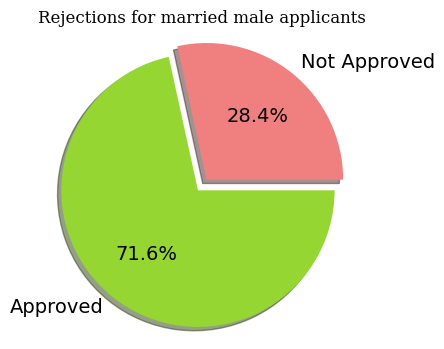 Rejections for married male applicants
Not Approved
28.4%
71.6%
Approved